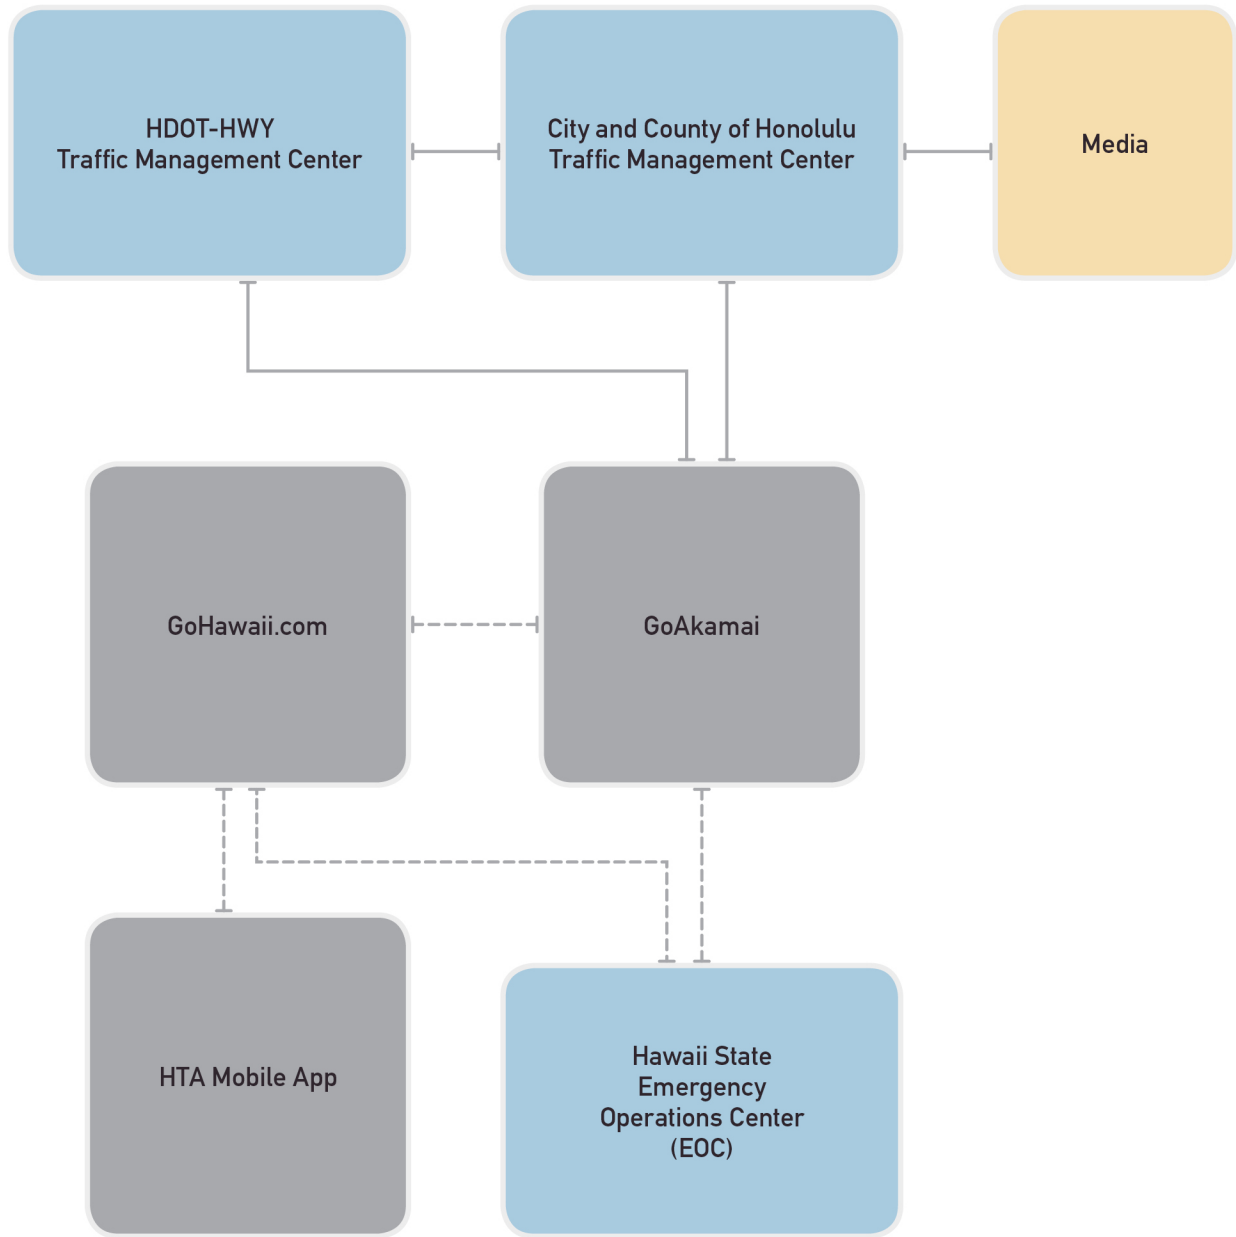 HDOT-HWY
Traffic Management Center
City and County of Honolulu
Traffic Management Center
Media
GoHawaii.com
GoAkamai
HTA Mobile App
Hawaii State
Emergency
Operations Center
(EOC)